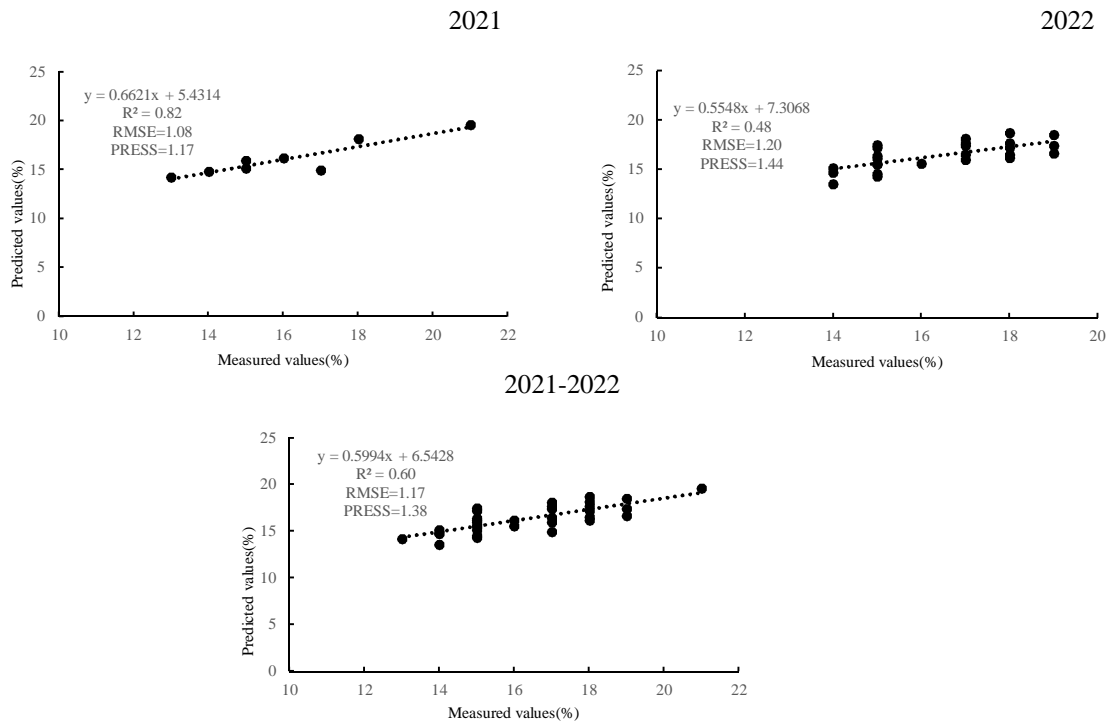 2021
25
20
15
10
5
0
y = 0.6621x + 5.4314
R² = 0.82
RMSE=1.08
PRESS=1.17
Predicted values(%)
10 12 14 16 18 20 22
Measured values(%)
2022
25
20
15
10
5
0
y = 0.5548x + 7.3068
R² = 0.48
RMSE=1.20
PRESS=1.44
Predicted values(%)
10 12 14 16 18 20
Measured values(%)
2021-2022
25
20
15
10
5
0
y = 0.5994x + 6.5428
R² = 0.60
RMSE=1.17
PRESS=1.38
Predicted values(%)
10 12 14 16 18 20 22
Measured values(%)